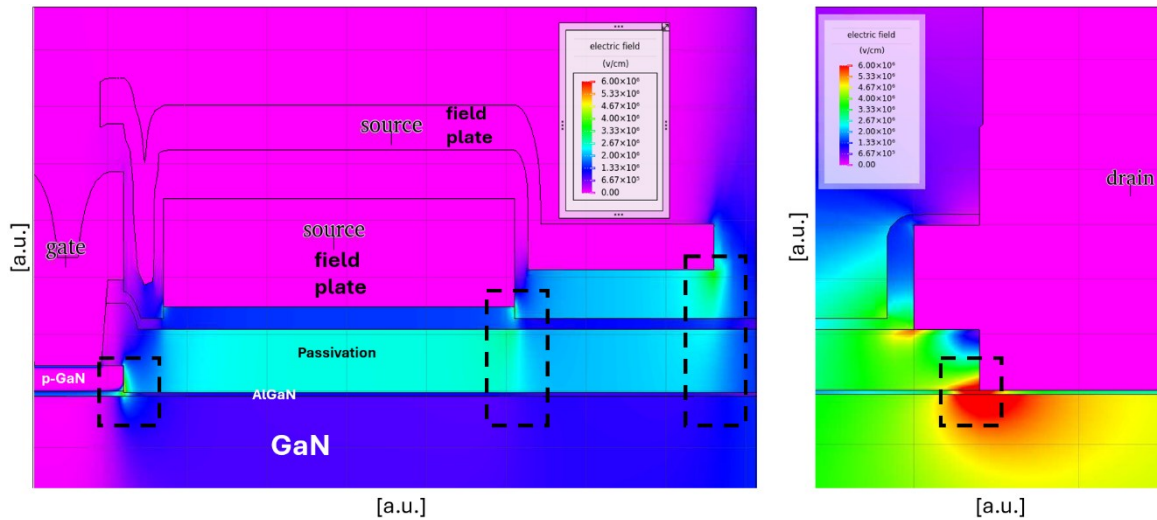 electric field
(v/cm)
6.00×10⁶
5.33×10⁶
4.67×10⁶
4.00×10⁶
3.33×10⁶
2.67×10⁶
2.00×10⁶
1.33×10⁶
6.67×10⁵
0.00
field
source
plate
gate
source
field
plate
Passivation
p-GaN
AlGaN
GaN
[a.u.]
[a.u.]
electric field
(v/cm)
6.00×10⁶
5.33×10⁶
4.67×10⁶
4.00×10⁶
3.33×10⁶
2.67×10⁶
2.00×10⁶
1.33×10⁶
6.67×10⁵
0.00
drain
[a.u.]
[a.u.]